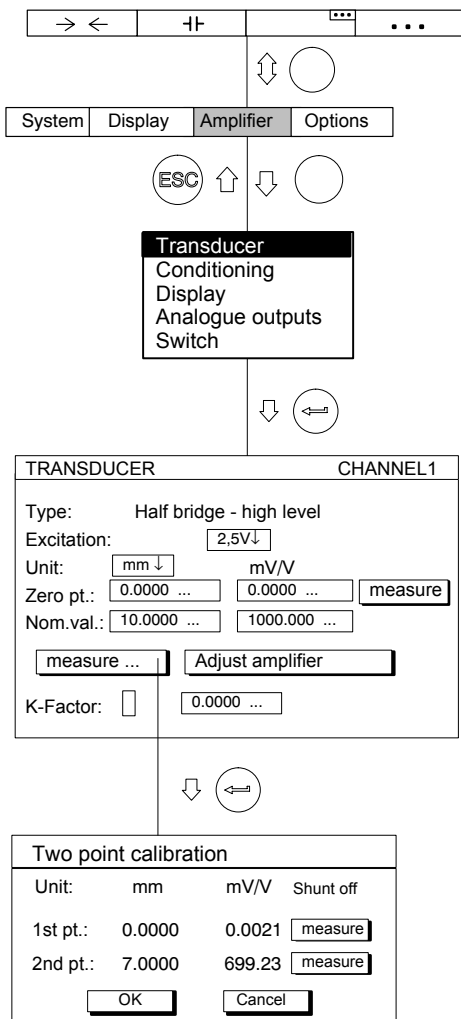 → ←
...
...
System Display Amplifier Options
ESC
Transducer
Conditioning
Display
Analogue outputs
Switch
TRANSDUCER CHANNEL1
Type: Half bridge - high level
Excitation: 2,5V↓
Unit: mm ↓ mV/V
Zero pt.: 0.0000 ... 0.0000 ... measure
Nom.val.: 10.0000 ... 1000.000 ...
measure ... Adjust amplifier
K-Factor: 0.0000 ...
Two point calibration
Unit: mm mV/V Shunt off
1st pt.: 0.0000 0.0021 measure
2nd pt.: 7.0000 699.23 measure
OK Cancel